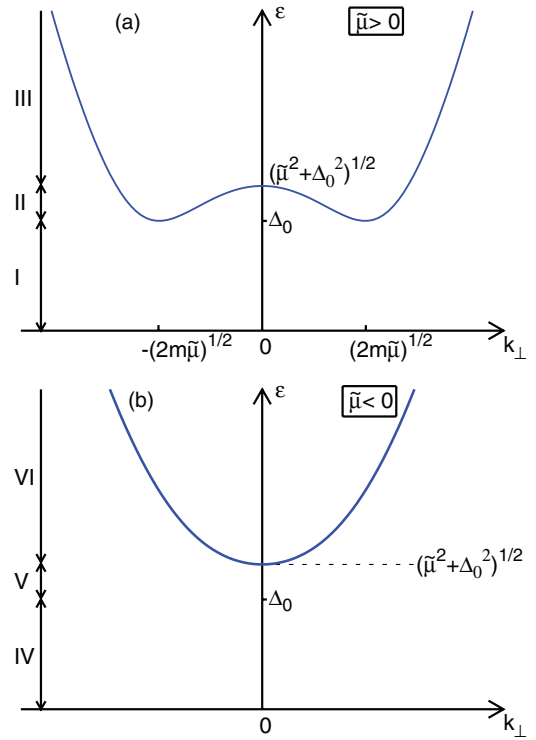 (a)
ε
μ̃> 0
III
(μ̃²+Δ₀²)^1/2
II
Δ₀
I
-(2mμ̃)^1/2
0
(2mμ̃)^1/2
k⊥
(b)
ε
μ̃< 0
VI
(μ̃²+Δ₀²)^1/2
V
Δ₀
IV
0
k⊥